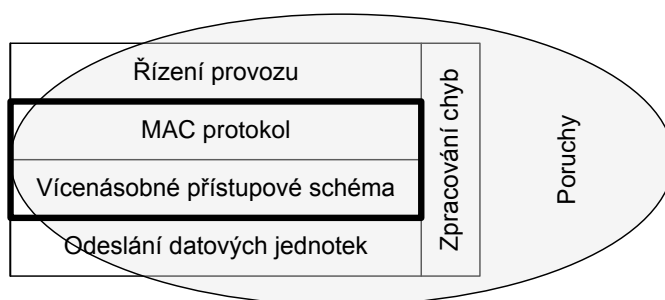 Řízení provozu
MAC protokol
Vícenásobné přístupové schéma
Odeslání datových jednotek
Zpracování chyb
Poruchy